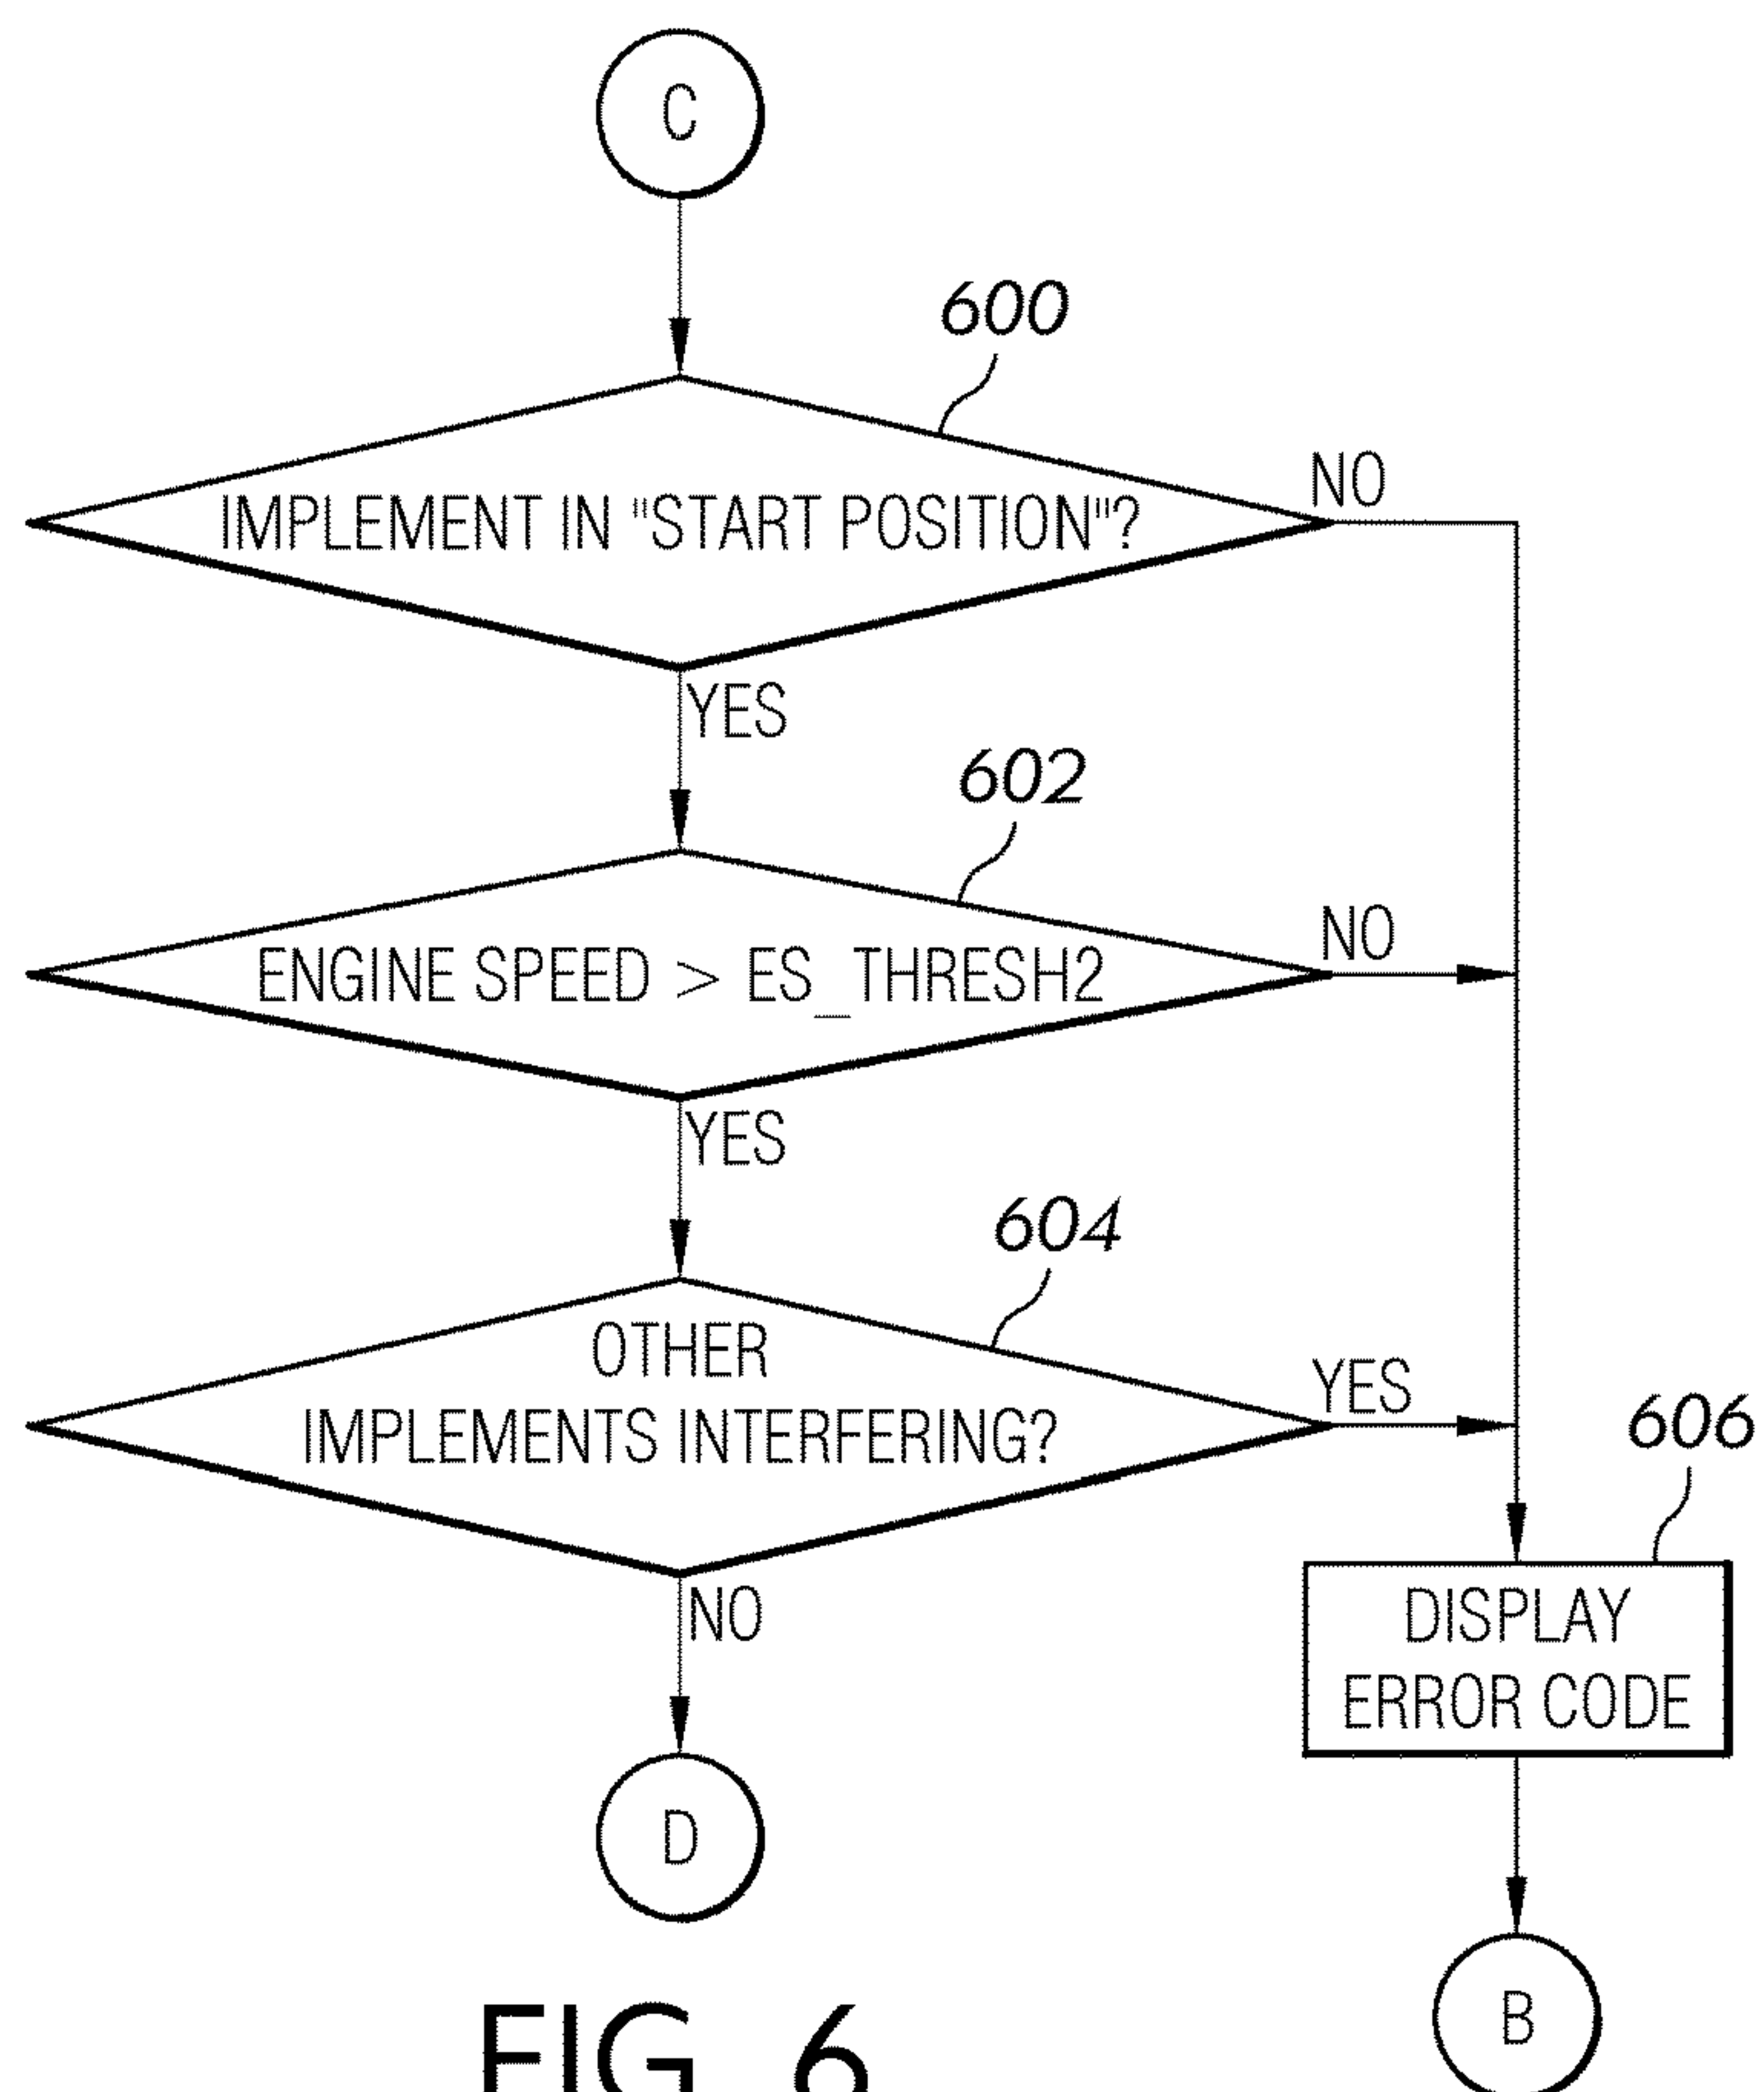 C
600
IMPLEMENT IN "START POSITION"?
NO
YES
602
ENGINE SPEED > ES_THRESH2
NO
YES
604
OTHER
IMPLEMENTS INTERFERING?
YES
606
NO
DISPLAY
ERROR CODE
D
B
FIG. 6